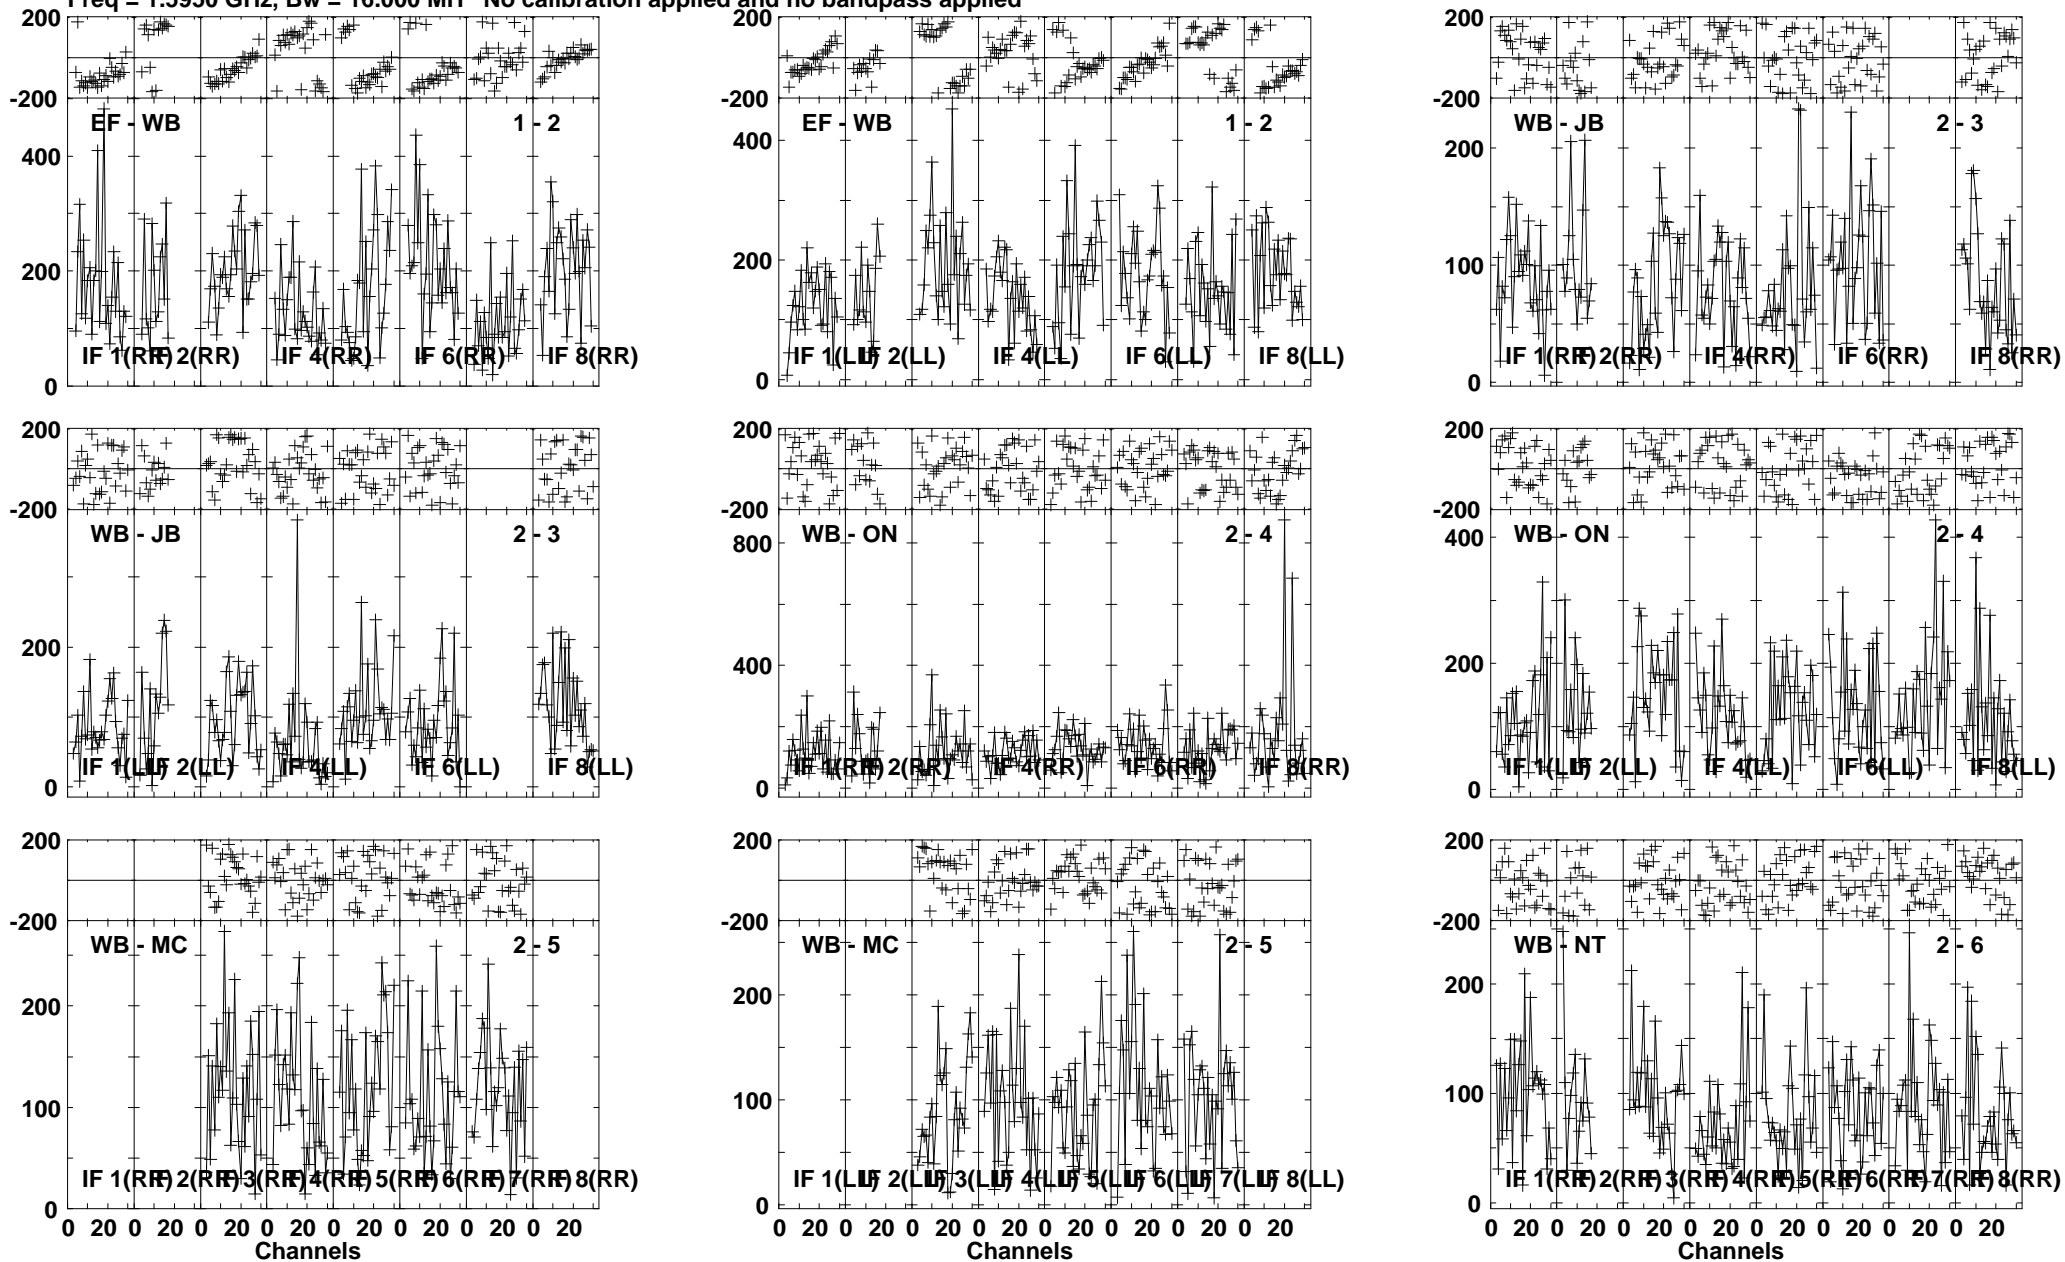 Freq = 1.5950 GHz, Bw = 16.000 MH No calibration applied and no bandpass applied
200
-200
EF - WB
1 - 2
400
200
0
IF 1(RR)
IF 2(RR)
IF 4(RR)
IF 6(RR)
IF 8(RR)
200
-200
EF - WB
1 - 2
400
200
0
IF 1(LL)
IF 2(LL)
IF 4(LL)
IF 6(LL)
IF 8(LL)
200
-200
WB - JB
2 - 3
200
100
0
IF 1(RR)
IF 2(RR)
IF 4(RR)
IF 6(RR)
IF 8(RR)
200
-200
WB - JB
2 - 3
200
0
IF 1(LL)
IF 2(LL)
IF 4(LL)
IF 6(LL)
IF 8(LL)
200
-200
WB - ON
2 - 4
800
400
0
IF 1(RR)
IF 2(RR)
IF 4(RR)
IF 6(RR)
IF 8(RR)
200
-200
WB - ON
2 - 4
400
200
0
IF 1(LL)
IF 2(LL)
IF 4(LL)
IF 6(LL)
IF 8(LL)
200
-200
WB - MC
2 - 5
200
100
0
IF 1(RR)
IF 2(RR)
IF 3(RR)
IF 4(RR)
IF 5(RR)
IF 6(RR)
IF 7(RR)
IF 8(RR)
0 20 0 20 0 20 0 20 0 20 0 20 0 20 0 20
Channels
200
-200
WB - MC
2 - 5
200
100
0
IF 1(LL)
IF 2(LL)
IF 3(LL)
IF 4(LL)
IF 5(LL)
IF 6(LL)
IF 7(LL)
IF 8(LL)
0 20 0 20 0 20 0 20 0 20 0 20 0 20 0 20
200
-200
WB - NT
2 - 6
200
100
0
IF 1(RR)
IF 2(RR)
IF 3(RR)
IF 4(RR)
IF 5(RR)
IF 6(RR)
IF 7(RR)
IF 8(RR)
0 20 0 20 0 20 0 20 0 20 0 20 0 20 0 20
Channels